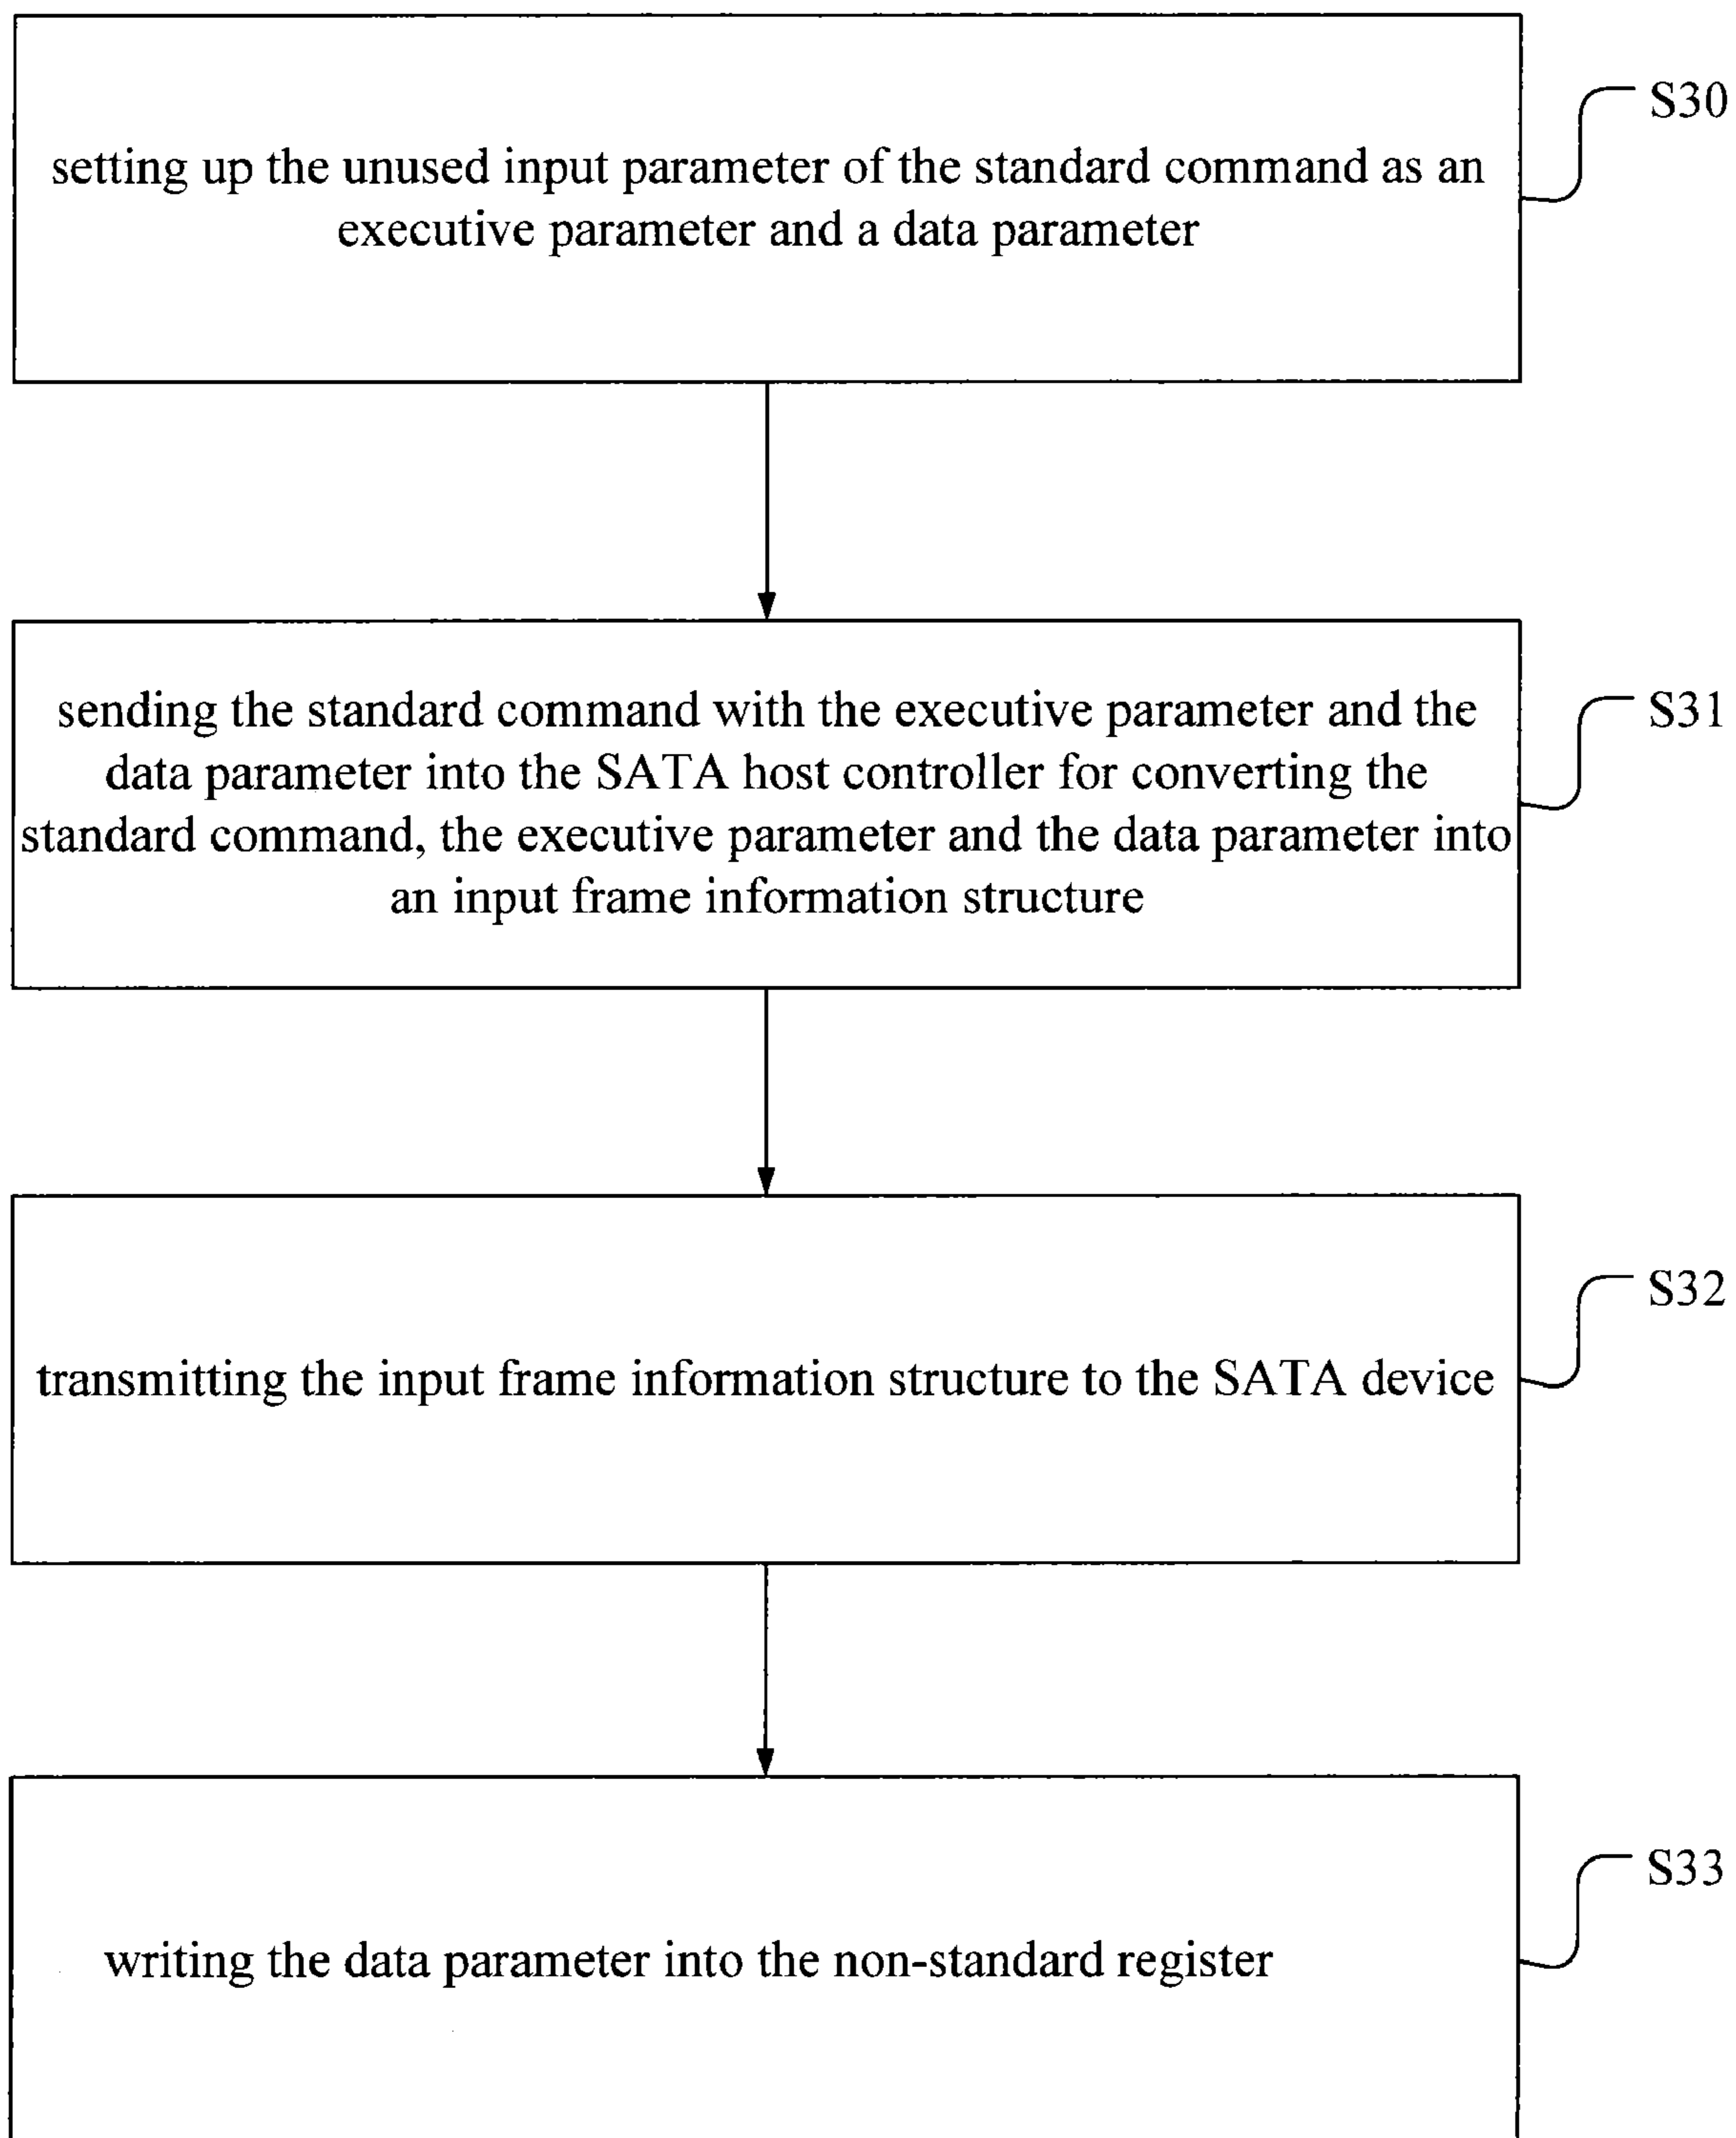 setting up the unused input parameter of the standard command as an
executive parameter and a data parameter
S30
sending the standard command with the executive parameter and the
data parameter into the SATA host controller for converting the
standard command, the executive parameter and the data parameter into
an input frame information structure
S31
transmitting the input frame information structure to the SATA device
S32
writing the data parameter into the non-standard register
S33